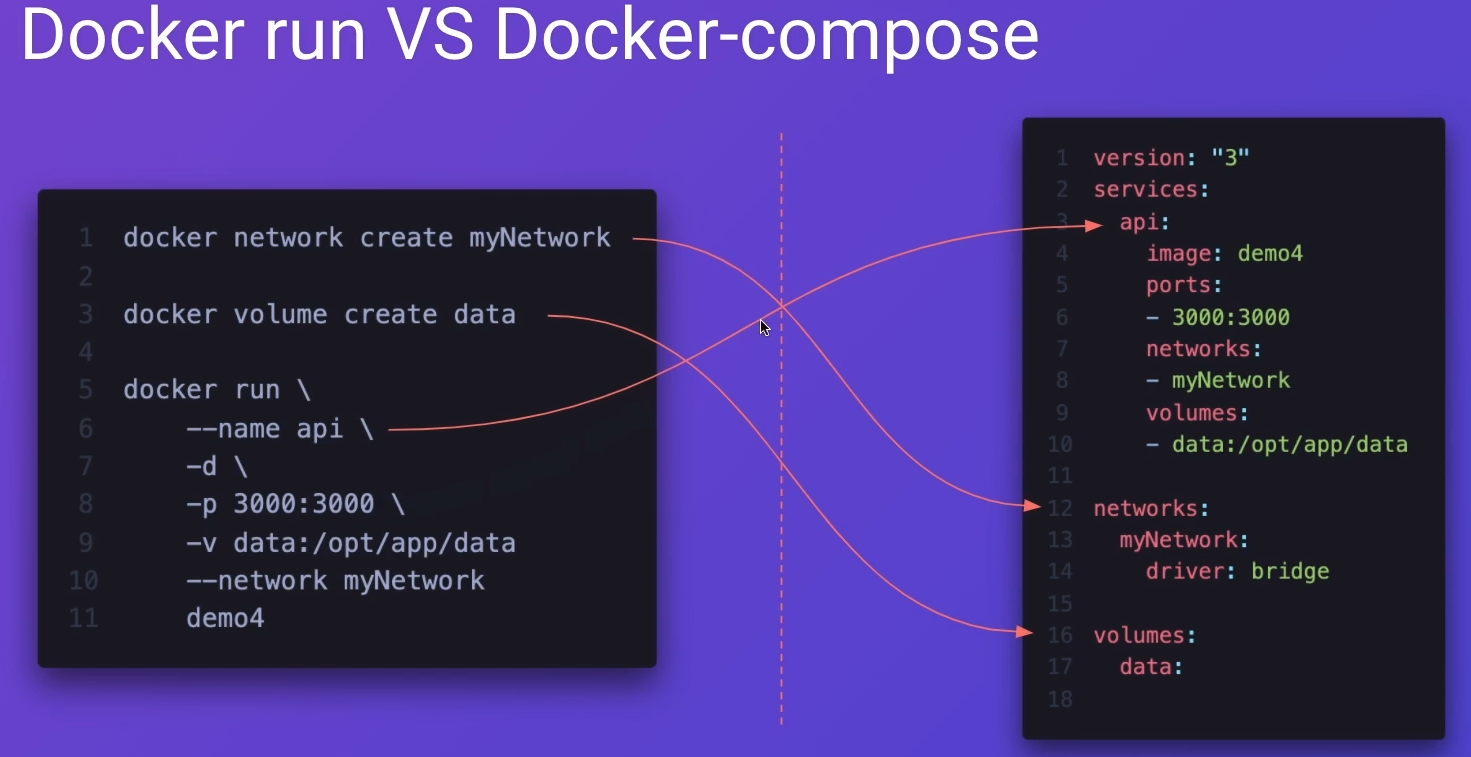 Docker run VS Docker-compose
1 docker network create myNetwork
2
3 docker volume create data
4
5 docker run \
6     --name api \
7     -d \
8     -p 3000:3000 \
9     -v data:/opt/app/data
10     --network myNetwork
11     demo4
1 version: "3"
2 services:
3   api:
4     image: demo4
5     ports:
6     - 3000:3000
7     networks:
8     - myNetwork
9     volumes:
10     - data:/opt/app/data
11
12 networks:
13   myNetwork:
14     driver: bridge
15
16 volumes:
17   data:
18